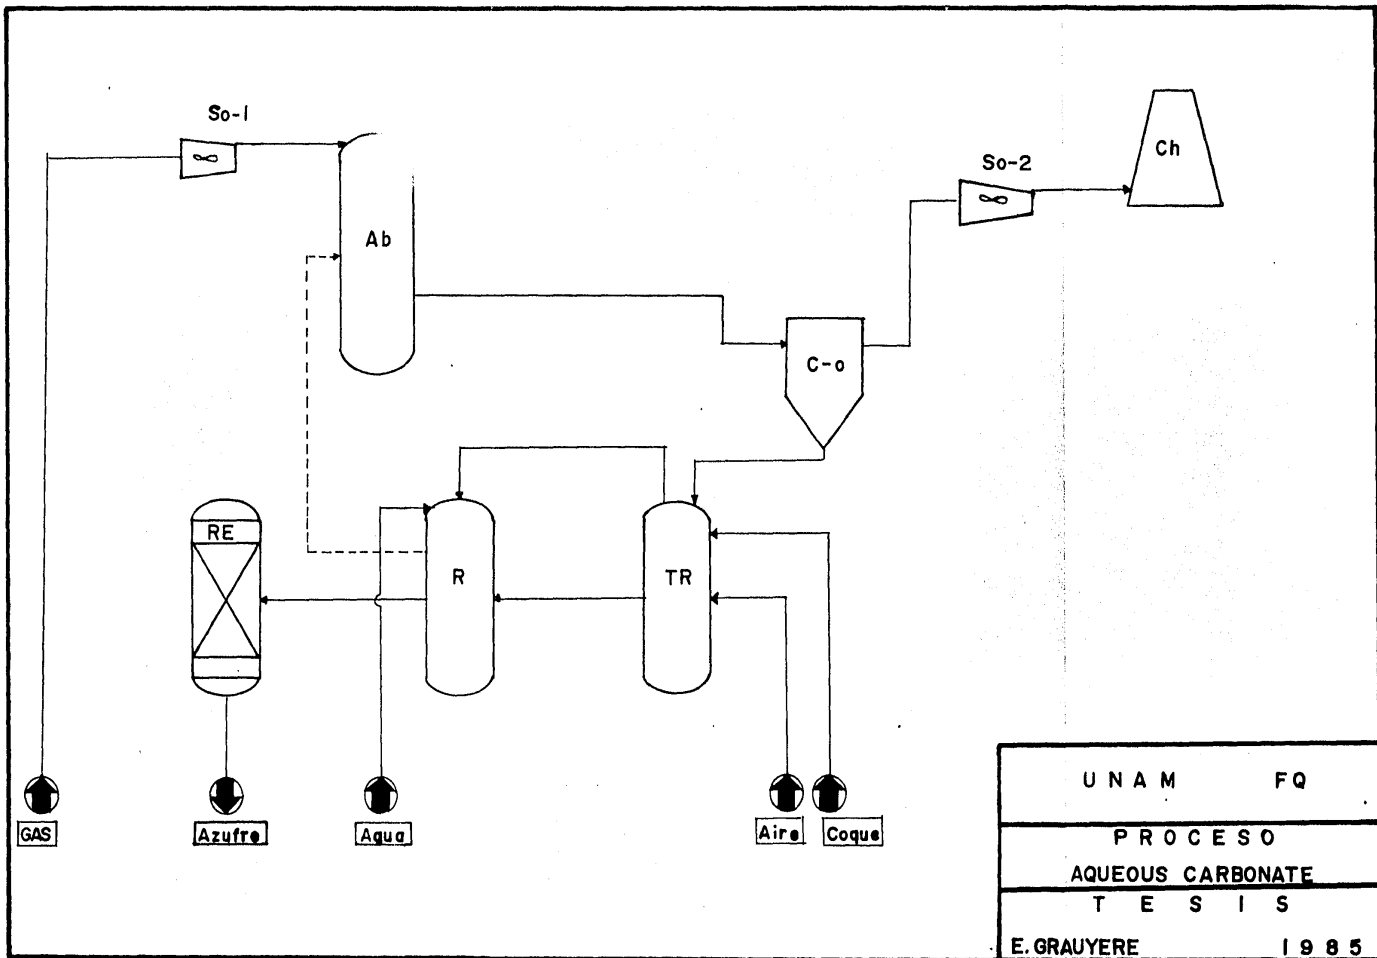 So-1
So-2
Ch
Ab
C-o
RE
R
TR
GAS
Azufre
Agua
Aire
Coque
UNAM FQ
PROCESO
AQUEOUS CARBONATE
TESIS
E. GRAUYERE 1985